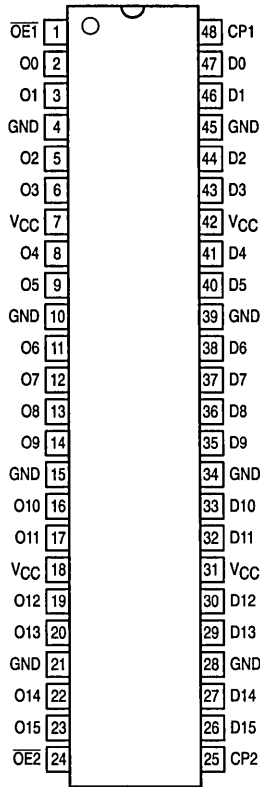 OE1 1 48 CP1
O0 2 47 D0
O1 3 46 D1
GND 4 45 GND
O2 5 44 D2
O3 6 43 D3
VCC 7 42 VCC
O4 8 41 D4
O5 9 40 D5
GND 10 39 GND
O6 11 38 D6
O7 12 37 D7
O8 13 36 D8
O9 14 35 D9
GND 15 34 GND
O10 16 33 D10
O11 17 32 D11
VCC 18 31 VCC
O12 19 30 D12
O13 20 29 D13
GND 21 28 GND
O14 22 27 D14
O15 23 26 D15
OE2 24 25 CP2